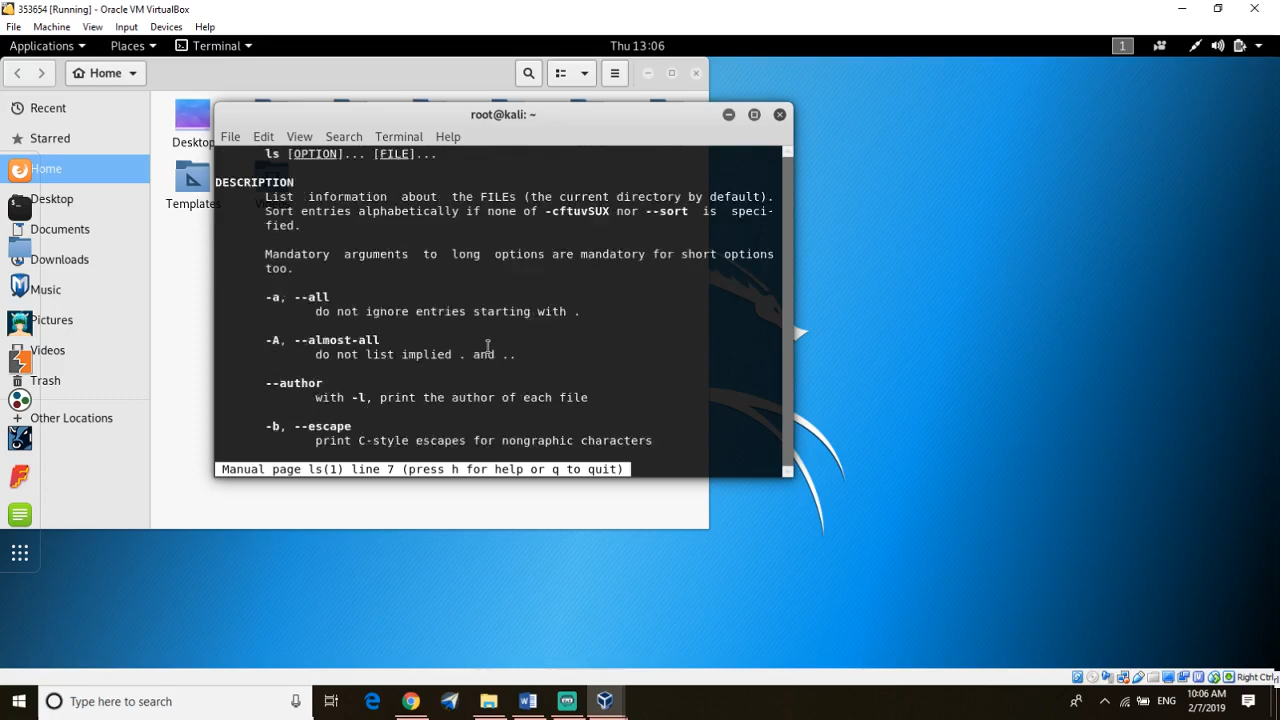 353654 [Running] - Oracle VM VirtualBox
File Machine View Input Devices Help
Applications Places Terminal Thu 13:06 1
Home
Recent
Starred
Home
Desktop
Documents
Downloads
Music
Pictures
Videos
Trash
+ Other Locations
Deskto
Templates
root@kali: ~
File Edit View Search Terminal Help
ls [OPTION]... [FILE]...
DESCRIPTION
List information about the FILEs (the current directory by default).
Sort entries alphabetically if none of -cftuvSUX nor --sort is speci-
fied.
Mandatory arguments to long options are mandatory for short options
too.
-a, --all
do not ignore entries starting with .
-A, --almost-all
do not list implied . and ..
--author
with -l, print the author of each file
-b, --escape
print C-style escapes for nongraphic characters
Manual page ls(1) line 7 (press h for help or q to quit)
Right Ctrl
Type here to search
ENG
10:06 AM
2/7/2019